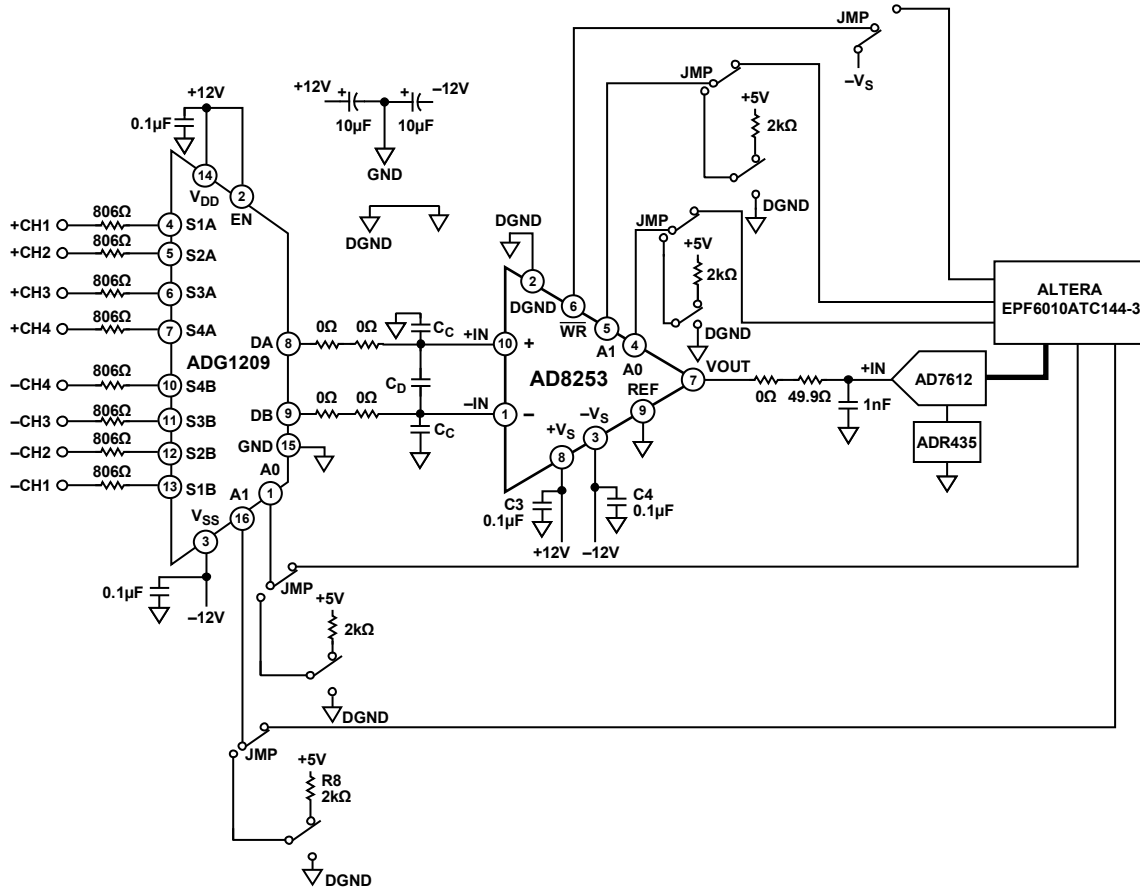 JMP
–VS
+12V
0.1µF
+12V
–12V
10µF
10µF
GND
JMP
+5V
2kΩ
DGND
14
VDD
2
EN
DGND
DGND
JMP
+5V
2kΩ
DGND
+CH1
806Ω
4
S1A
+CH2
806Ω
5
S2A
+CH3
806Ω
6
S3A
+CH4
806Ω
7
S4A
–CH4
806Ω
10
S4B
–CH3
806Ω
11
S3B
–CH2
806Ω
12
S2B
–CH1
806Ω
13
S1B
ADG1209
DA
8
0Ω
0Ω
DB
9
0Ω
0Ω
GND
15
A0
1
A1
16
VSS
3
0.1µF
–12V
CC
CD
CC
+IN
10
+
–IN
1
–
AD8253
2
DGND
6
WR
5
A1
4
A0
7
VOUT
REF
9
–VS
3
+VS
8
C3
0.1µF
C4
0.1µF
+12V
–12V
0Ω
49.9Ω
+IN
1nF
AD7612
ADR435
ALTERA
EPF6010ATC144-3
JMP
+5V
2kΩ
DGND
JMP
+5V
R8
2kΩ
DGND